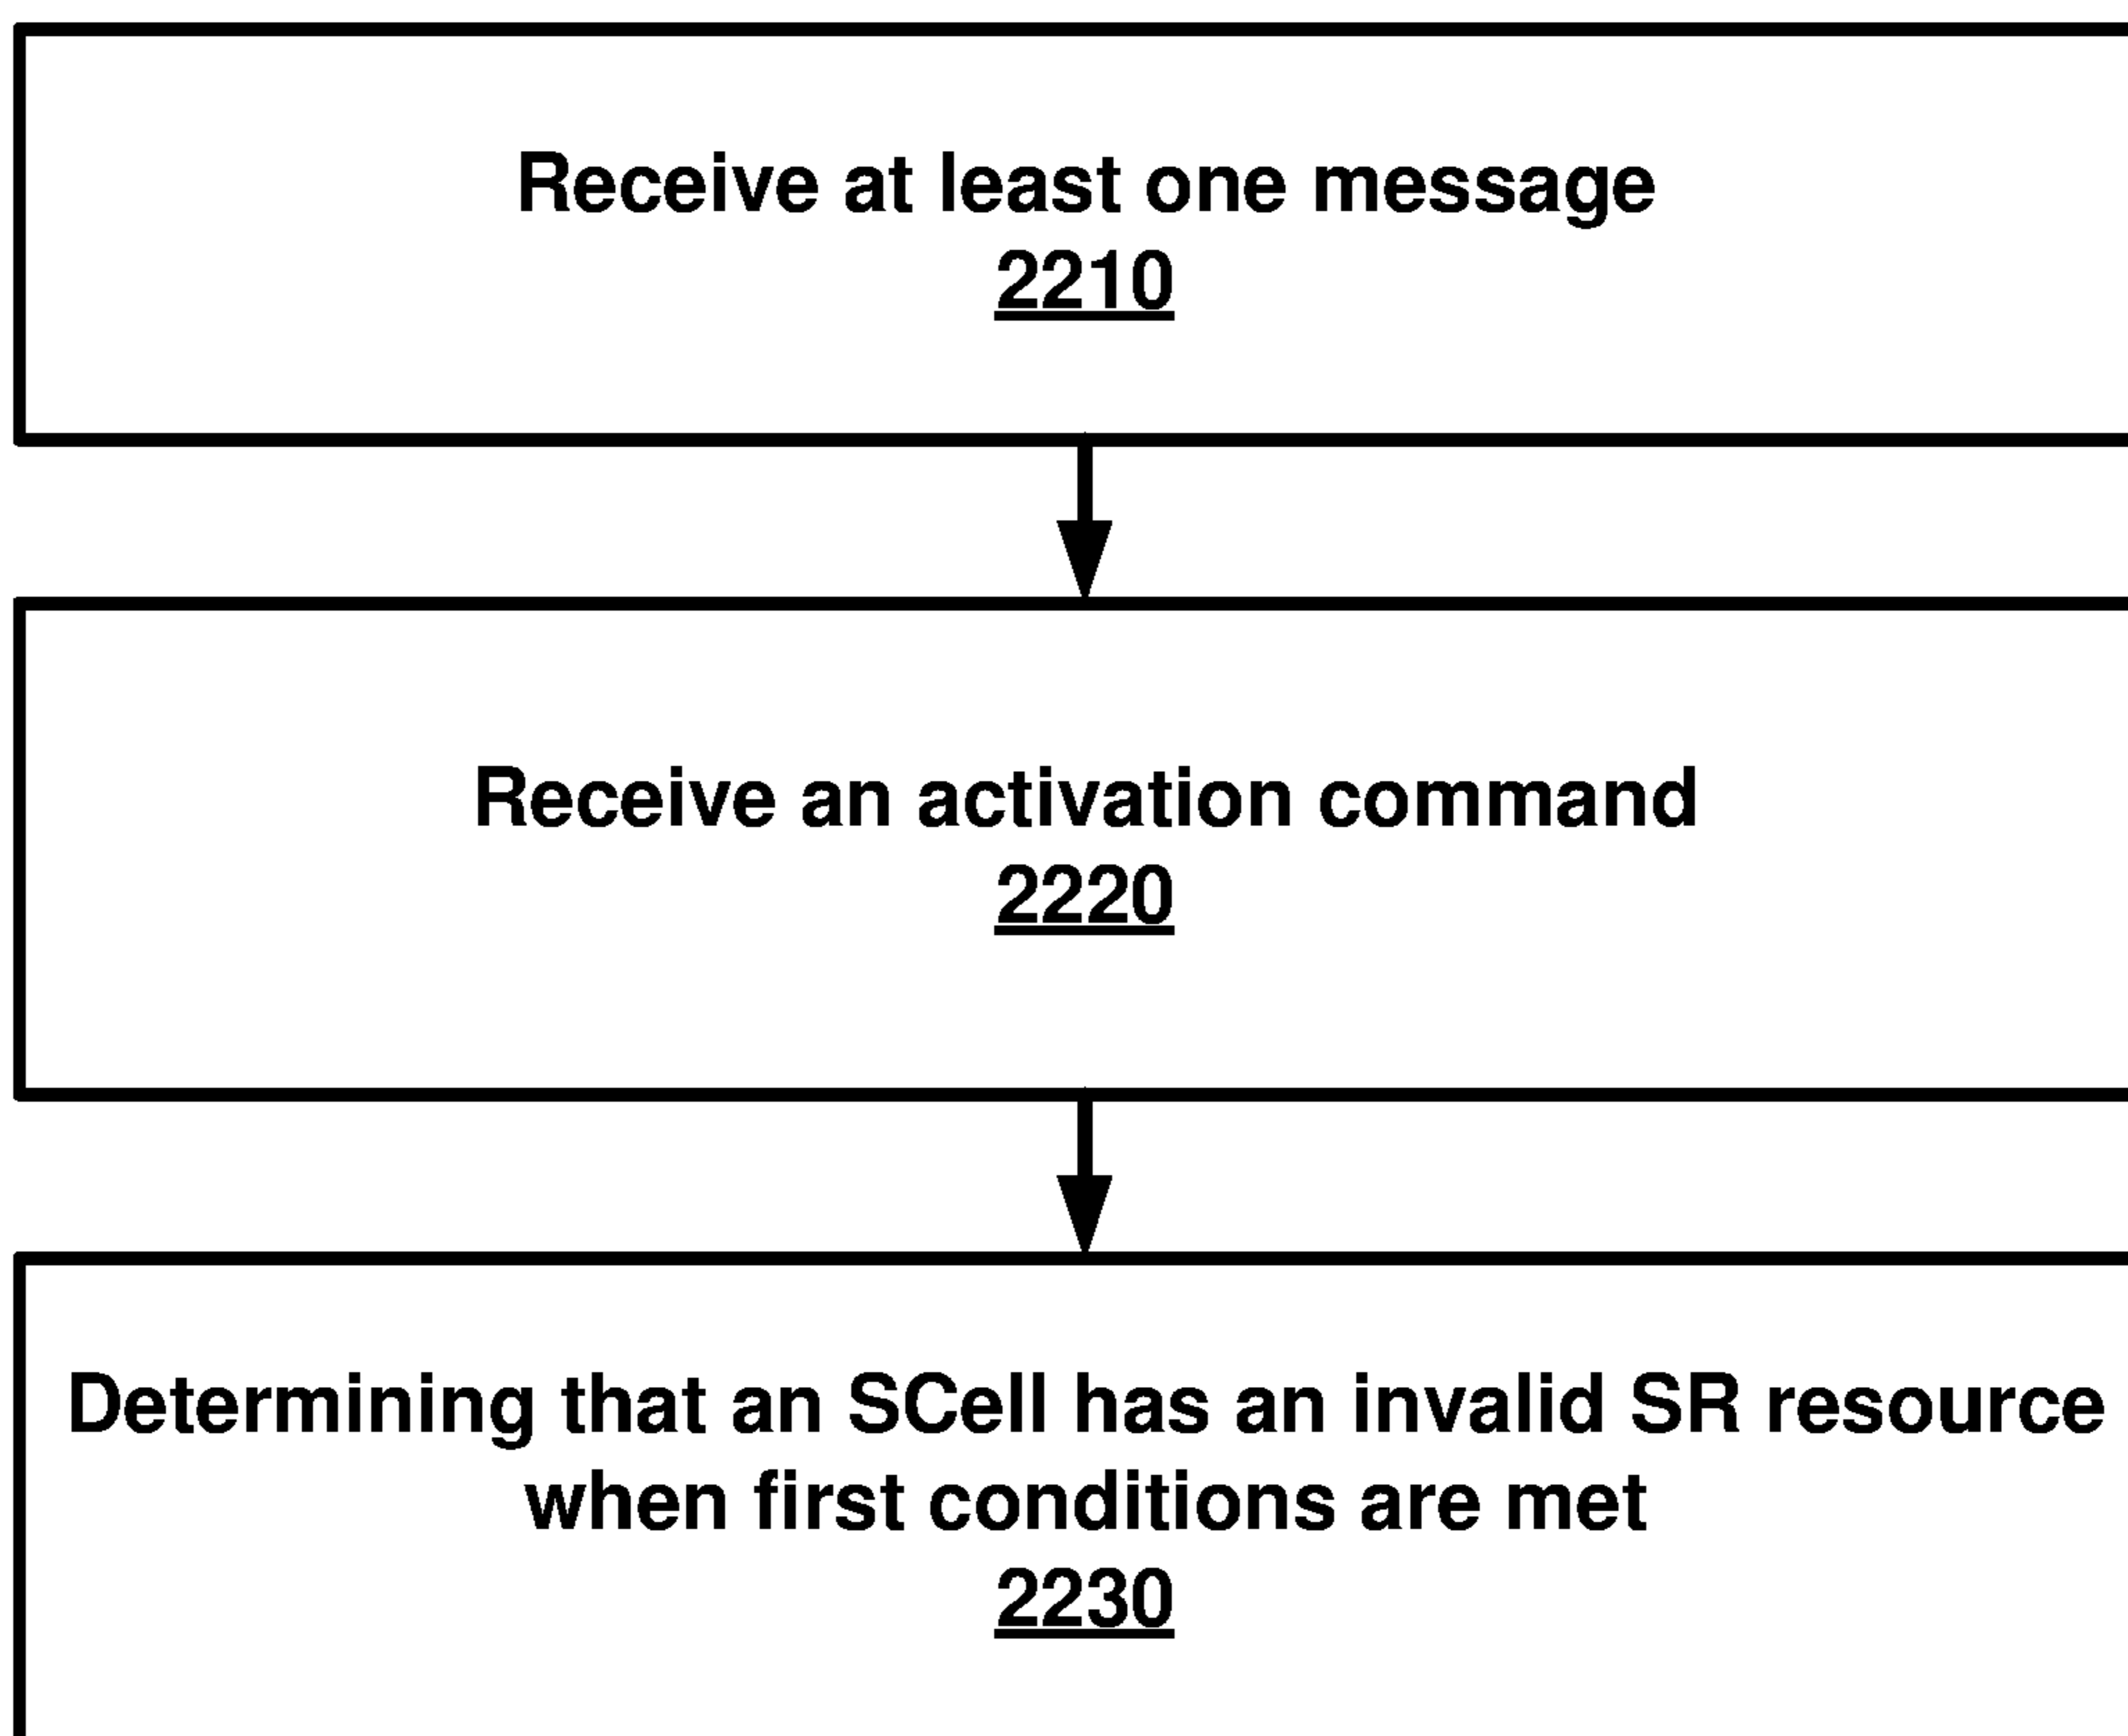 Receive at least one message
2210
Receive an activation command
2220
Determining that an SCell has an invalid SR resource
when first conditions are met
2230